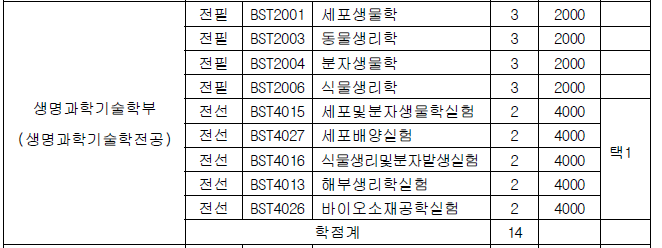 생명과학기술학부
(생명과학기술학전공)
전필 BST2001 세포생물학 3 2000
전필 BST2003 동물생리학 3 2000
전필 BST2004 분자생물학 3 2000
전필 BST2006 식물생리학 3 2000
전선 BST4015 세포및분자생물학실험 2 4000 택1
전선 BST4027 세포배양실험 2 4000
전선 BST4016 식물생리및분자발생실험 2 4000
전선 BST4013 해부생리학실험 2 4000
전선 BST4026 바이오소재공학실험 2 4000
학점계 14